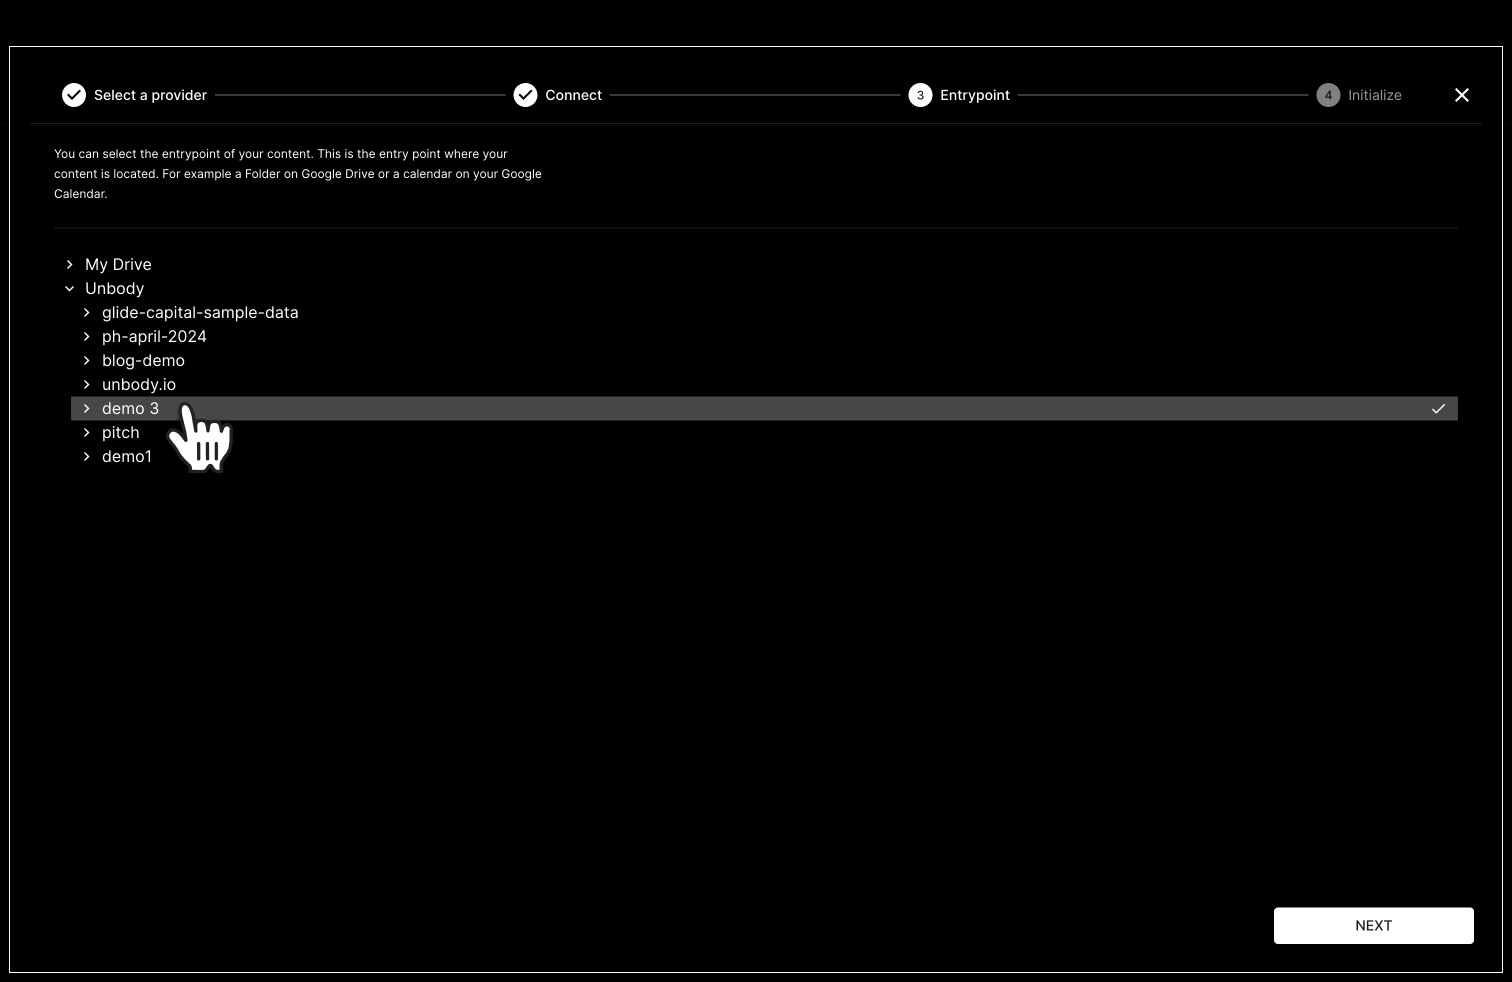 Select a provider
Connect
3 Entrypoint
4 Initialize
You can select the entrypoint of your content. This is the entry point where your
content is located. For example a Folder on Google Drive or a calendar on your Google
Calendar.
My Drive
Unbody
glide-capital-sample-data
ph-april-2024
blog-demo
unbody.io
demo 3
pitch
demo1
NEXT